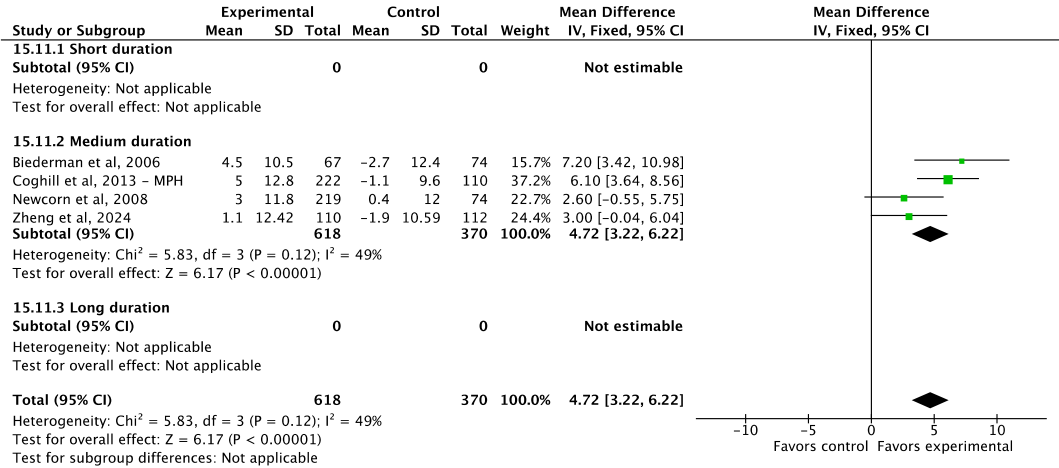 Experimental Control Mean Difference Mean Difference
Study or Subgroup Mean SD Total Mean SD Total Weight IV, Fixed, 95% CI IV, Fixed, 95% CI
15.11.1 Short duration
Subtotal (95% CI) 0 0 Not estimable
Heterogeneity: Not applicable
Test for overall effect: Not applicable
15.11.2 Medium duration
Biederman et al, 2006 4.5 10.5 67 −2.7 12.4 74 15.7% 7.20 [3.42, 10.98]
Coghill et al, 2013 – MPH 5 12.8 222 −1.1 9.6 110 37.2% 6.10 [3.64, 8.56]
Newcorn et al, 2008 3 11.8 219 0.4 12 74 22.7% 2.60 [−0.55, 5.75]
Zheng et al, 2024 1.1 12.42 110 −1.9 10.59 112 24.4% 3.00 [−0.04, 6.04]
Subtotal (95% CI) 618 370 100.0% 4.72 [3.22, 6.22]
Heterogeneity: Chi² = 5.83, df = 3 (P = 0.12); I² = 49%
Test for overall effect: Z = 6.17 (P < 0.00001)
15.11.3 Long duration
Subtotal (95% CI) 0 0 Not estimable
Heterogeneity: Not applicable
Test for overall effect: Not applicable
Total (95% CI) 618 370 100.0% 4.72 [3.22, 6.22]
Heterogeneity: Chi² = 5.83, df = 3 (P = 0.12); I² = 49%
Test for overall effect: Z = 6.17 (P < 0.00001)
Test for subgroup differences: Not applicable
−10 −5 0 5 10
Favors control Favors experimental